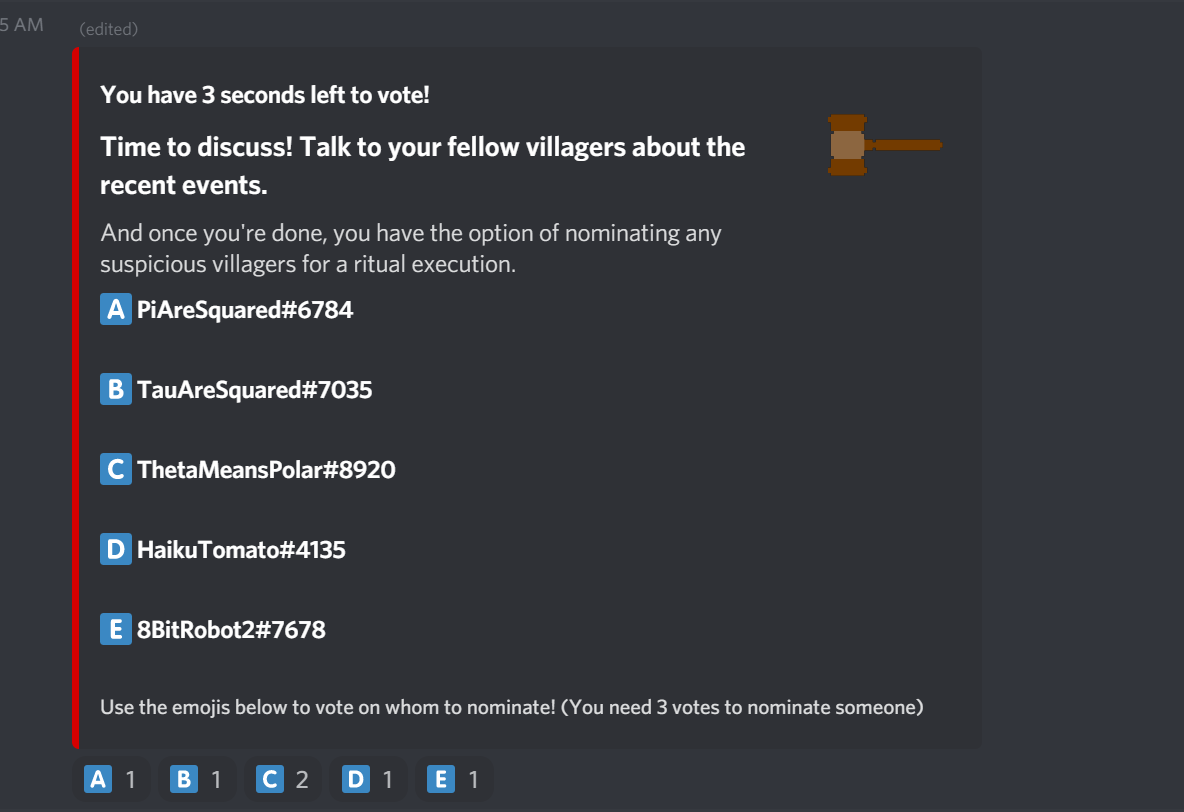 5 AM (edited)
You have 3 seconds left to vote!
Time to discuss! Talk to your fellow villagers about the
recent events.
And once you're done, you have the option of nominating any
suspicious villagers for a ritual execution.
A PiAreSquared#6784
B TauAreSquared#7035
C ThetaMeansPolar#8920
D HaikuTomato#4135
E 8BitRobot2#7678
Use the emojis below to vote on whom to nominate! (You need 3 votes to nominate someone)
A 1 B 1 C 2 D 1 E 1